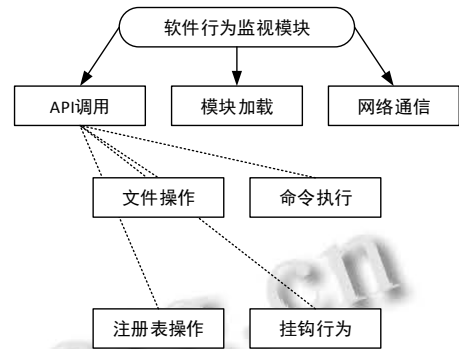 软件行为监视模块
API调用
模块加载
网络通信
文件操作
命令执行
注册表操作
挂钩行为
.cn